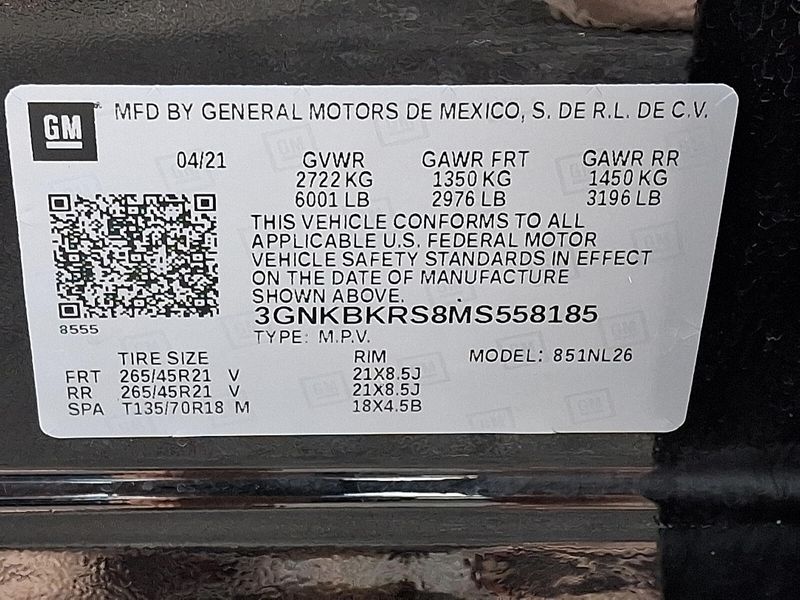 GM MFD BY GENERAL MOTORS DE MEXICO, S. DE R.L. DE C.V.
04/21 GVWR GAWR FRT GAWR RR
2722 KG 1350 KG 1450 KG
6001 LB 2976 LB 3196 LB
THIS VEHICLE CONFORMS TO ALL
APPLICABLE U.S. FEDERAL MOTOR
VEHICLE SAFETY STANDARDS IN EFFECT
ON THE DATE OF MANUFACTURE
SHOWN ABOVE.
3GNKBKRS8MS558185
8555
TYPE: M.P.V.
TIRE SIZE RIM MODEL: 851NL26
FRT 265/45R21 V 21X8.5J
RR 265/45R21 V 21X8.5J
SPA T135/70R18 M 18X4.5B